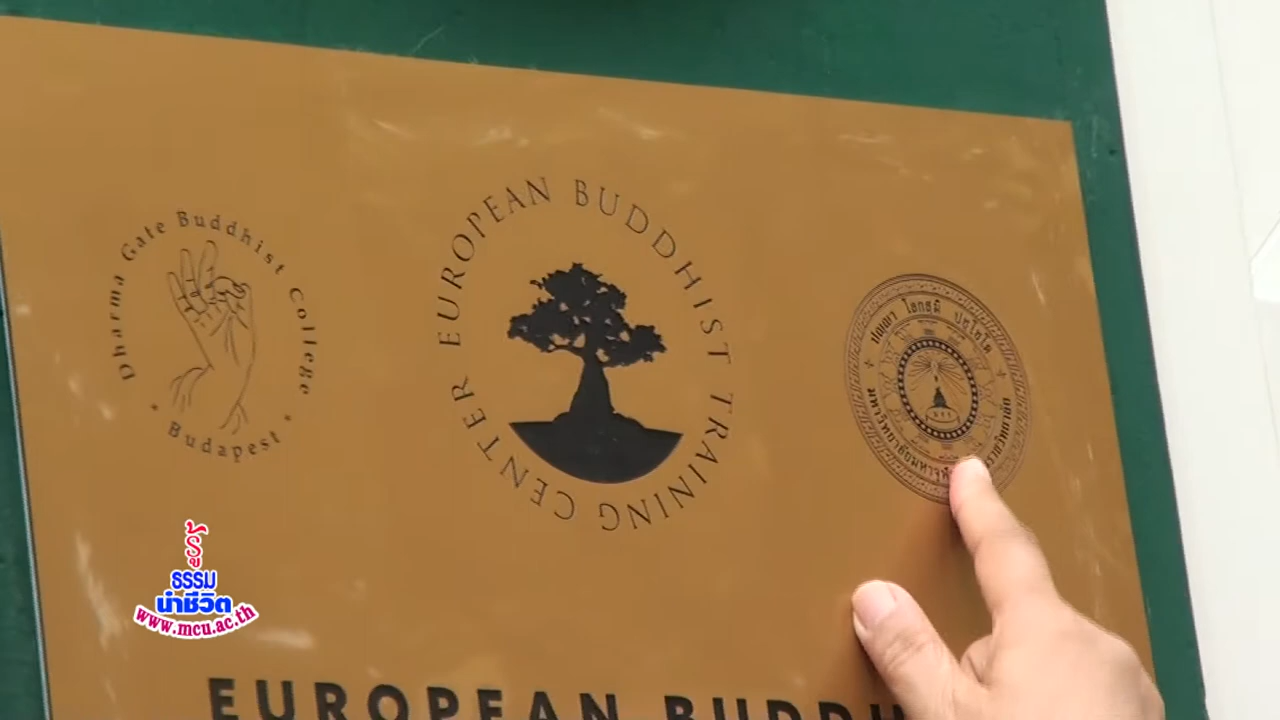 Dharma Gate Buddhist College
* Budapest *
EUROPEAN BUDDHIST TRAINING CENTER
ปญฺญา โลกสฺมิ ปชฺโชโต
รู้
ธรรม
นำชีวิต
www.mcu.ac.th
EUROPEAN BUDDH